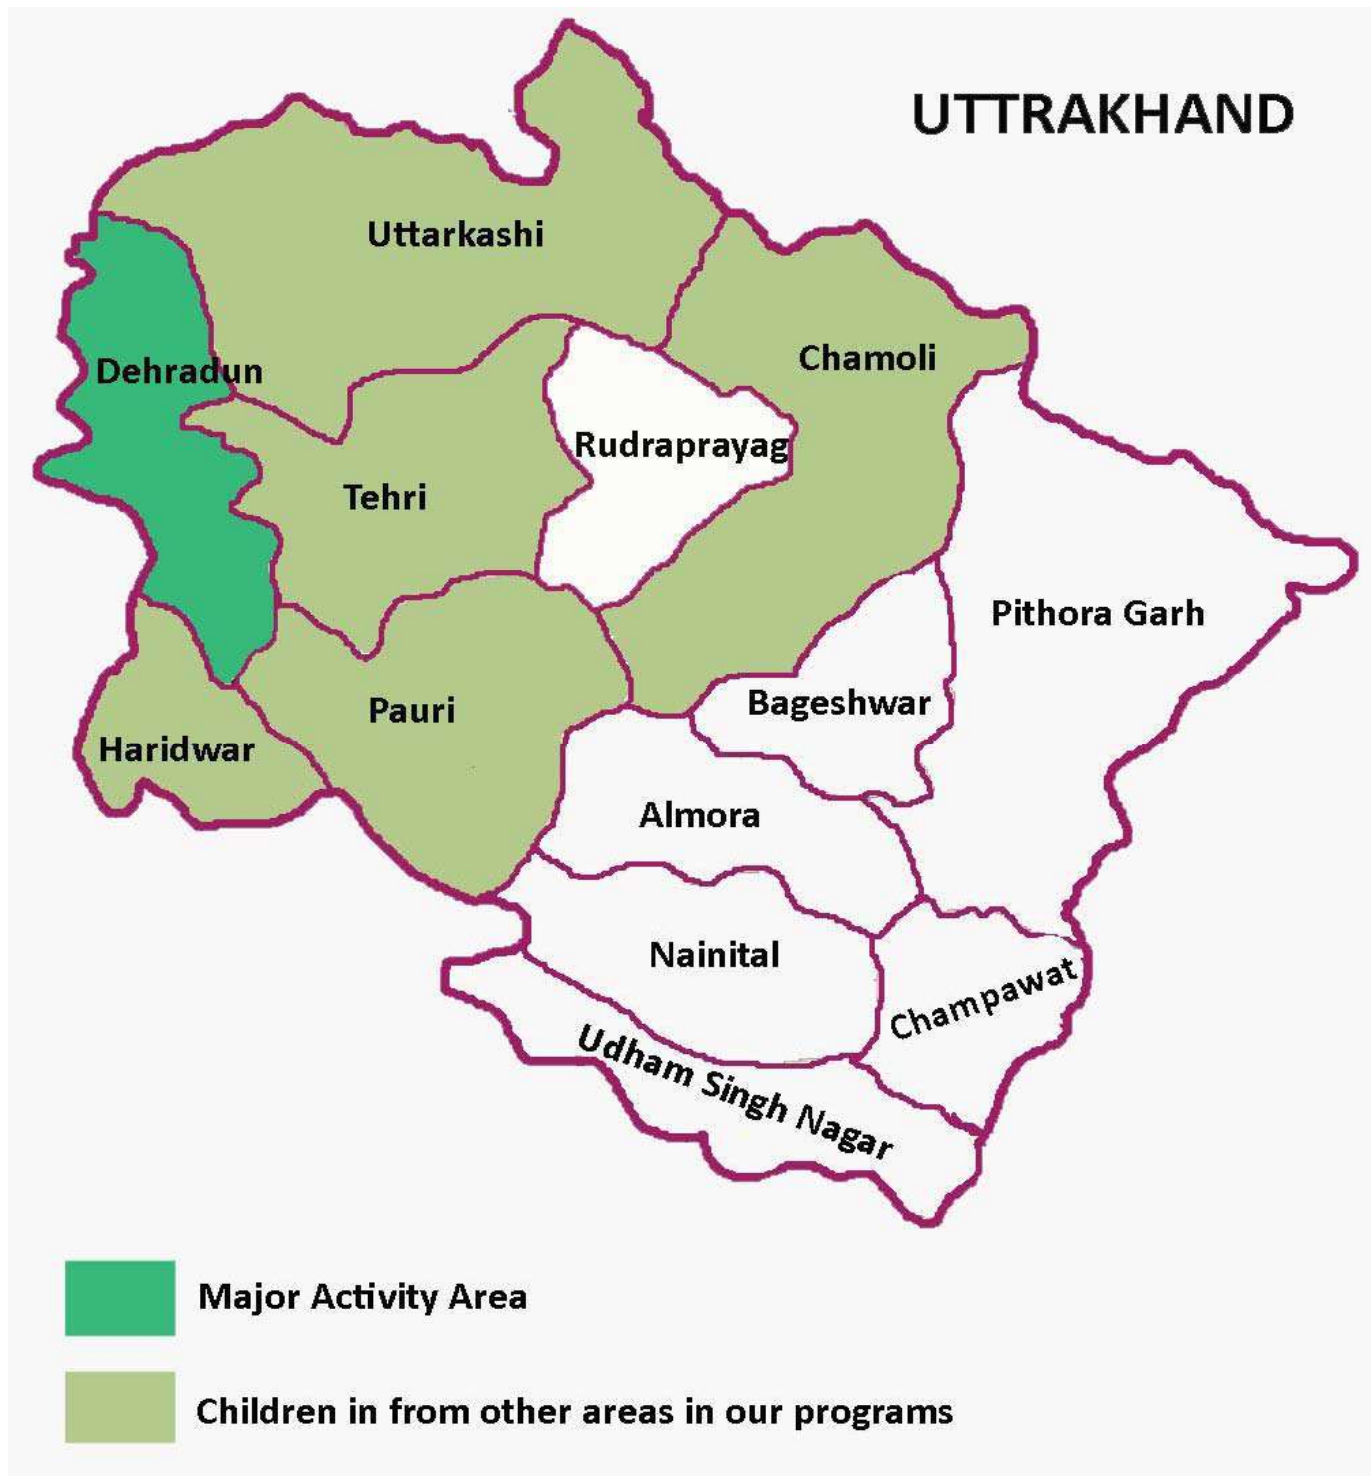 UTTRAKHAND
Uttarkashi
Chamoli
Dehradun
Rudraprayag
Tehri
Pithora Garh
Bageshwar
Pauri
Haridwar
Almora
Nainital
Champawat
Udham Singh Nagar
Major Activity Area
Children in from other areas in our programs